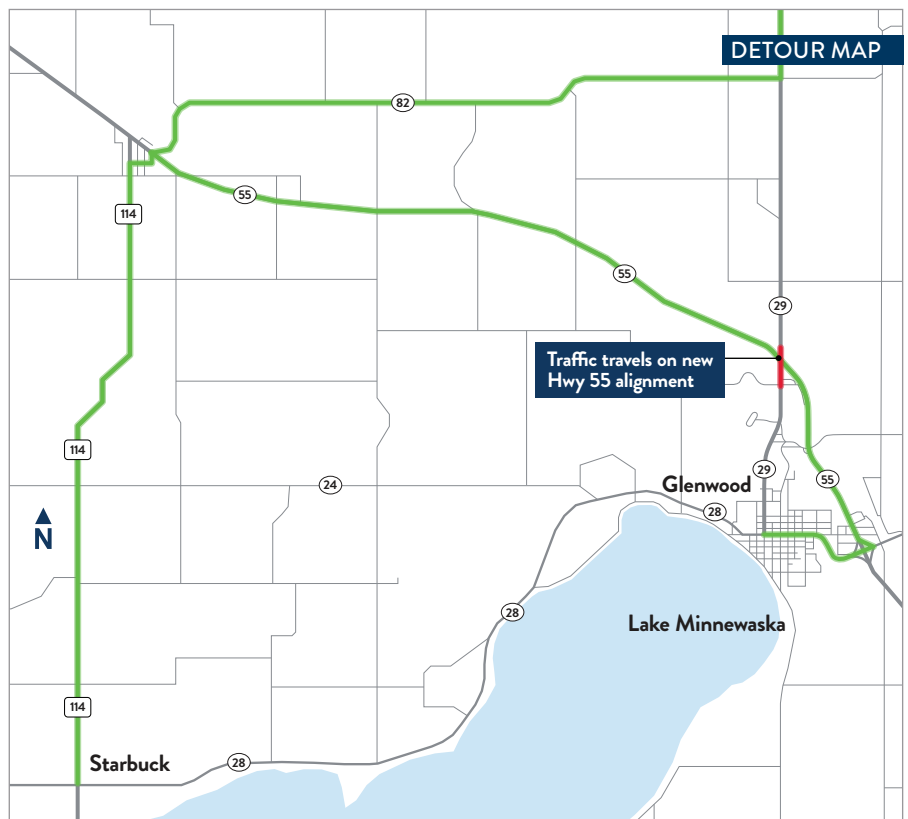 DETOUR MAP
82
55
114
55
29
Traffic travels on new
Hwy 55 alignment
114
29
55
24
Glenwood
28
N
28
Lake Minnewaska
114
Starbuck
28